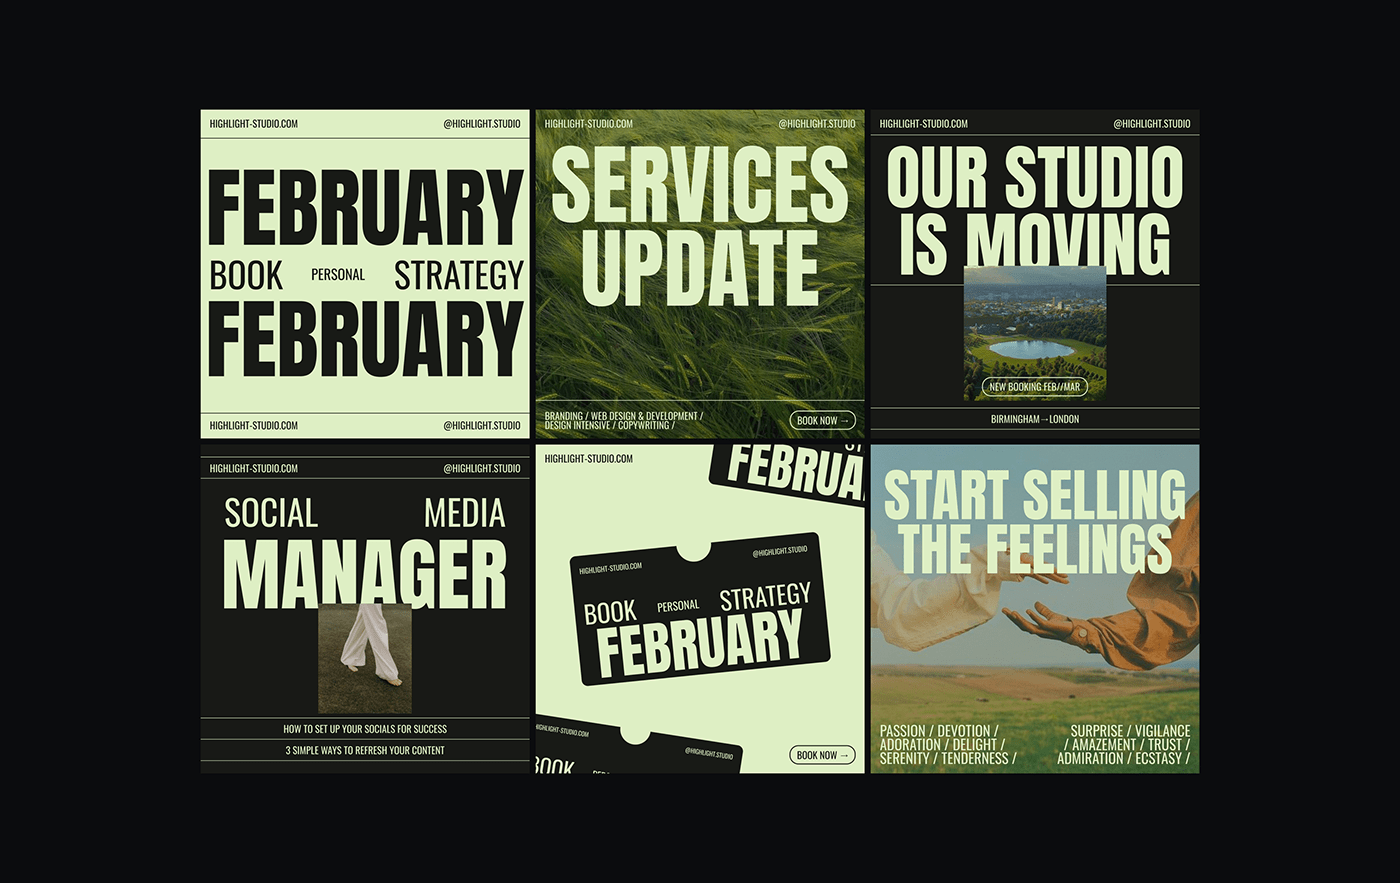 HIGHLIGHT-STUDIO.COM @HIGHLIGHT.STUDIO
FEBRUARY
BOOK PERSONAL STRATEGY
FEBRUARY
HIGHLIGHT-STUDIO.COM @HIGHLIGHT.STUDIO
HIGHLIGHT-STUDIO.COM @HIGHLIGHT.STUDIO
SERVICES
UPDATE
BRANDING / WEB DESIGN & DEVELOPMENT /
DESIGN INTENSIVE / COPYWRITING /
BOOK NOW →
HIGHLIGHT-STUDIO.COM @HIGHLIGHT.STUDIO
OUR STUDIO
IS MOVING
NEW BOOKING FEB//MAR
BIRMINGHAM→LONDON
HIGHLIGHT-STUDIO.COM @HIGHLIGHT.STUDIO
SOCIAL MEDIA
MANAGER
HOW TO SET UP YOUR SOCIALS FOR SUCCESS
3 SIMPLE WAYS TO REFRESH YOUR CONTENT
HIGHLIGHT-STUDIO.COM
FEBRUA
HIGHLIGHT-STUDIO.COM @HIGHLIGHT.STUDIO
BOOK PERSONAL STRATEGY
FEBRUARY
HIGHLIGHT-STUDIO.COM @HIGHLIGHT.STUDIO
BOOK
BOOK NOW →
START SELLING
THE FEELINGS
PASSION / DEVOTION /
ADORATION / DELIGHT /
SERENITY / TENDERNESS /
SURPRISE / VIGILANCE
/ AMAZEMENT / TRUST /
ADMIRATION / ECSTASY /